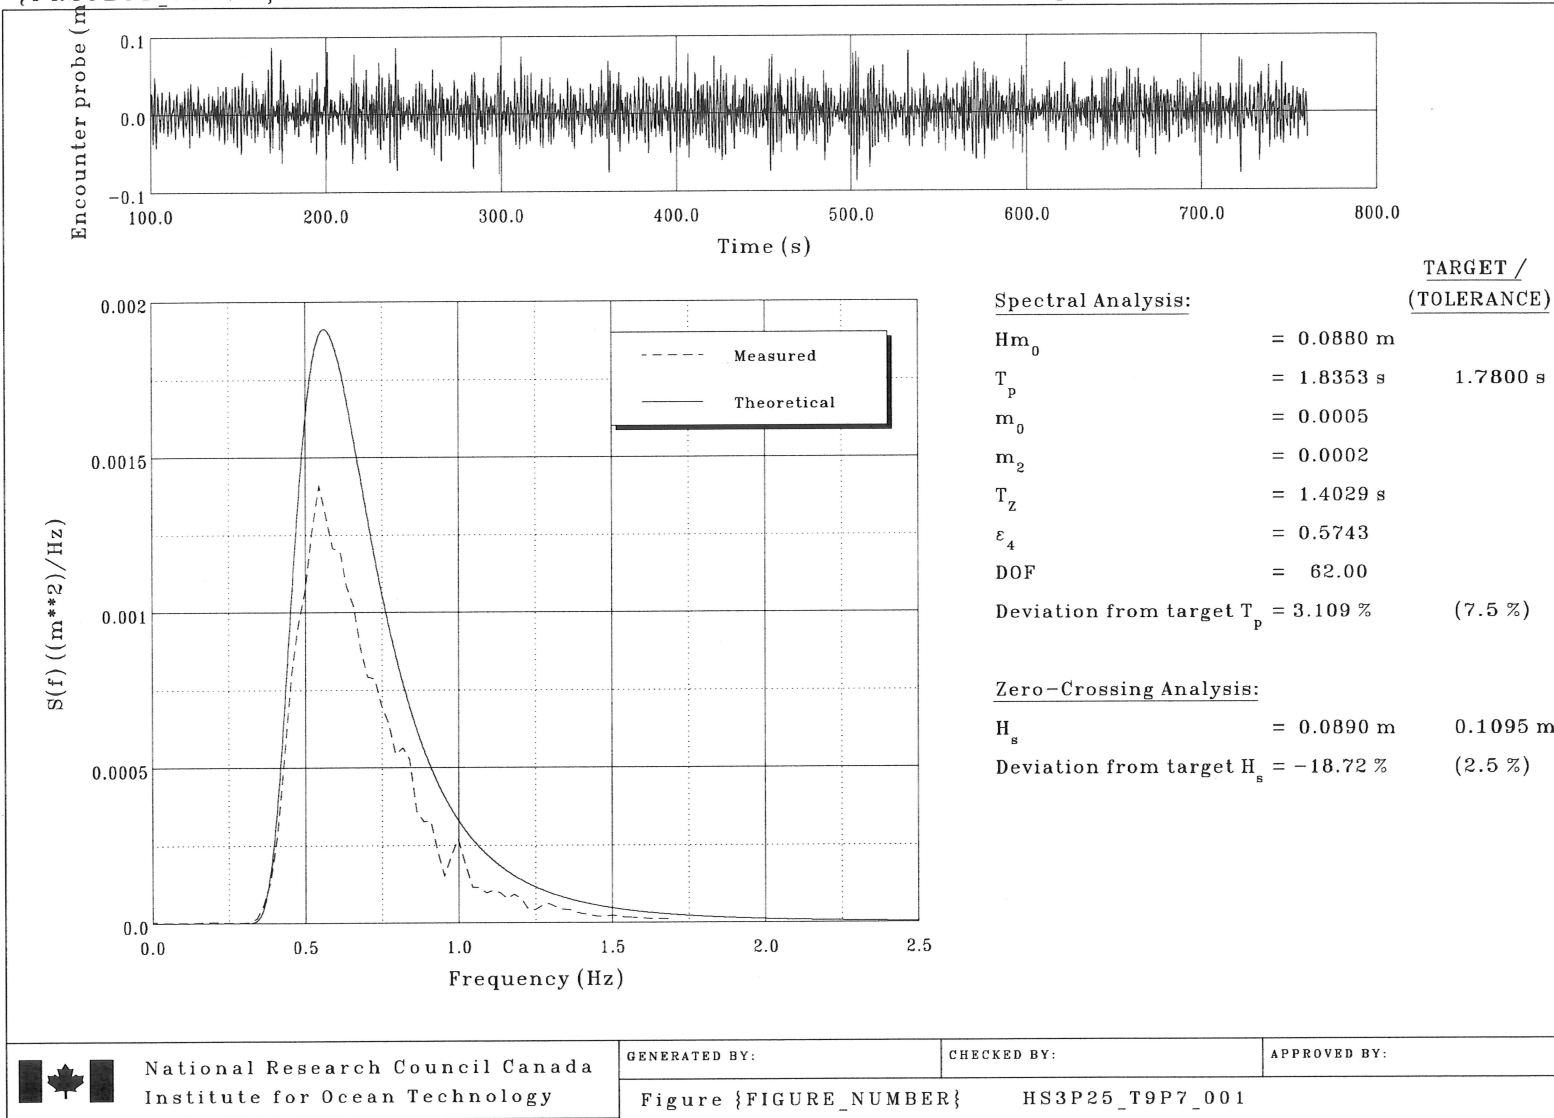 Encounter probe (m
0.1
0.0
−0.1
100.0 200.0 300.0 400.0 500.0 600.0 700.0 800.0
Time (s)
0.002
0.0015
0.001
0.0005
0.0
S(f) ((m**2)/Hz)
Measured
Theoretical
0.0 0.5 1.0 1.5 2.0 2.5
Frequency (Hz)
TARGET /
Spectral Analysis: (TOLERANCE)
Hm0 = 0.0880 m
Tp = 1.8353 s 1.7800 s
m0 = 0.0005
m2 = 0.0002
Tz = 1.4029 s
ε4 = 0.5743
DOF = 62.00
Deviation from target Tp = 3.109 % (7.5 %)
Zero−Crossing Analysis:
Hs = 0.0890 m 0.1095 m
Deviation from target Hs = −18.72 % (2.5 %)
National Research Council Canada
Institute for Ocean Technology
GENERATED BY: CHECKED BY: APPROVED BY:
Figure {FIGURE_NUMBER{ HS3P25_T9P7_001